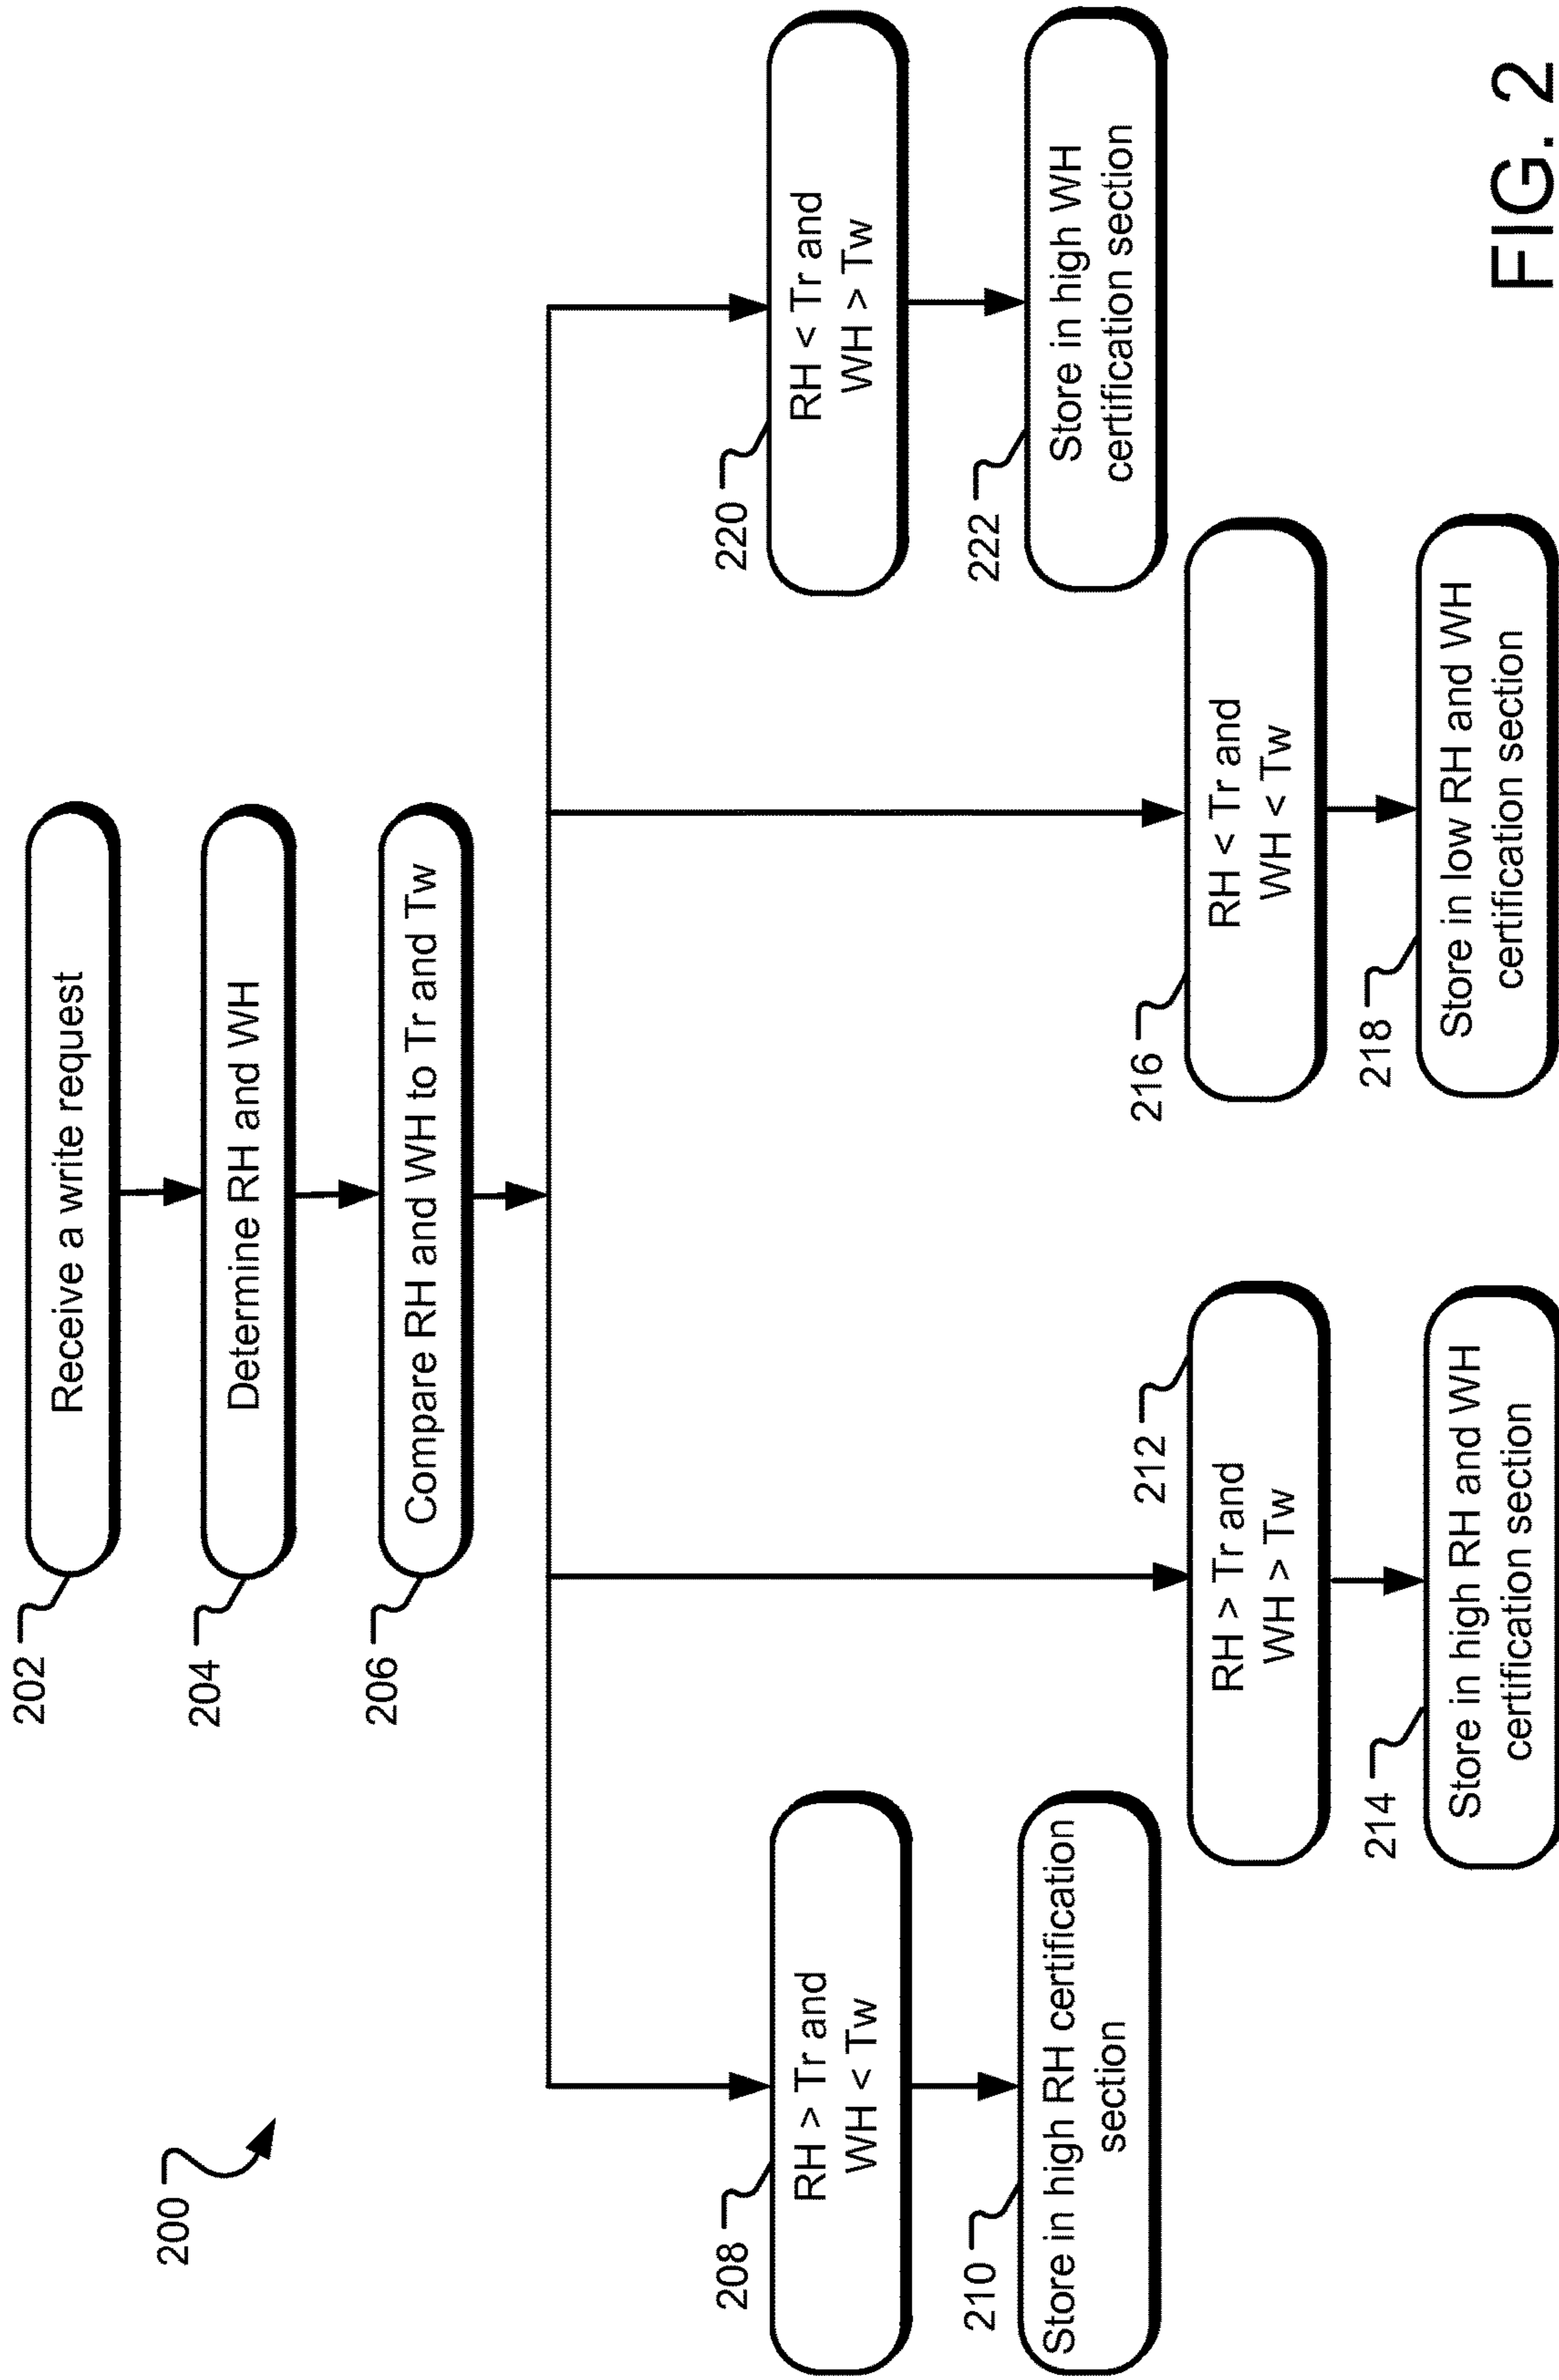 200
202
Receive a write request
204
Determine RH and WH
206
Compare RH and WH to Tr and Tw
208
RH > Tr and
WH < Tw
210
Store in high RH certification
section
212
RH > Tr and
WH > Tw
214
Store in high RH and WH
certification section
216
RH < Tr and
WH < Tw
218
Store in low RH and WH
certification section
220
RH < Tr and
WH > Tw
222
Store in high WH
certification section
FIG. 2